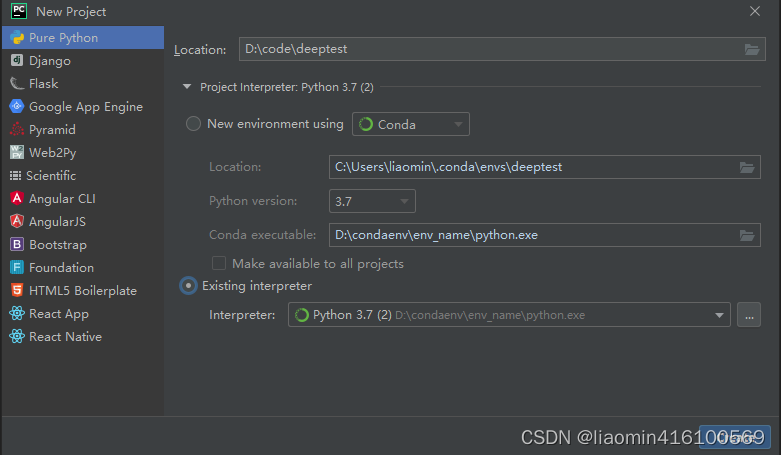 New Project
Pure Python
Django
Flask
Google App Engine
Pyramid
Web2Py
Scientific
Angular CLI
AngularJS
Bootstrap
Foundation
HTML5 Boilerplate
React App
React Native
Location: D:\code\deeptest
Project Interpreter: Python 3.7 (2)
New environment using Conda
Location: C:\Users\liaomin\.conda\envs\deeptest
Python version: 3.7
Conda executable: D:\condaenv\env_name\python.exe
Make available to all projects
Existing interpreter
Interpreter: Python 3.7 (2) D:\condaenv\env_name\python.exe
...
CSDN @liaomin416100569